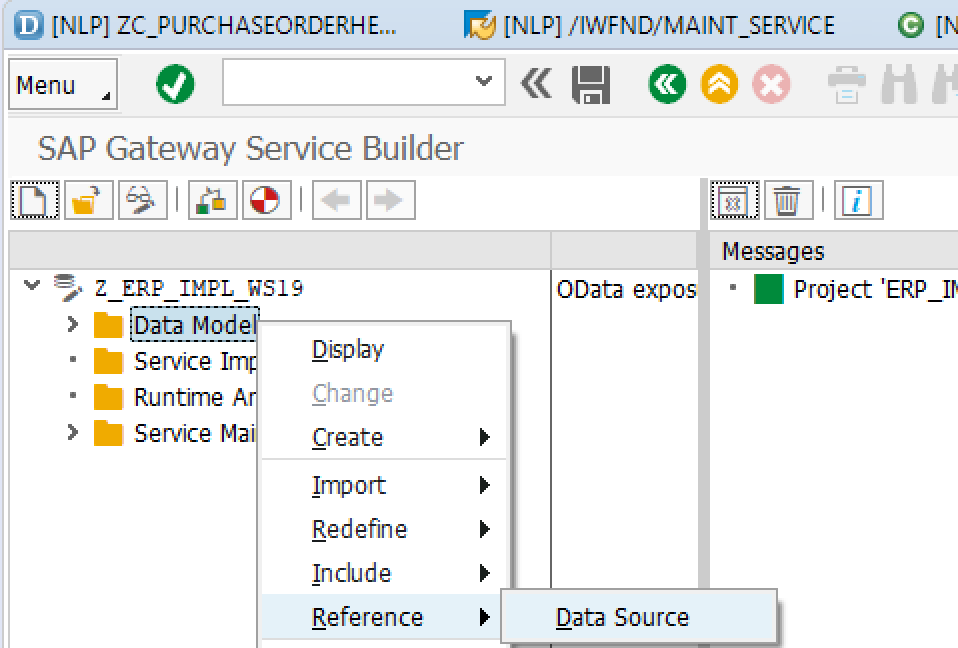 [NLP] ZC_PURCHASEORDERHE... [NLP] /IWFND/MAINT_SERVICE [N
Menu
SAP Gateway Service Builder
Messages
Z_ERP_IMPL_WS19 OData expos Project 'ERP_IM
Data Model
Service Imp
Runtime Ar
Service Mai
Display
Change
Create
Import
Redefine
Include
Reference Data Source